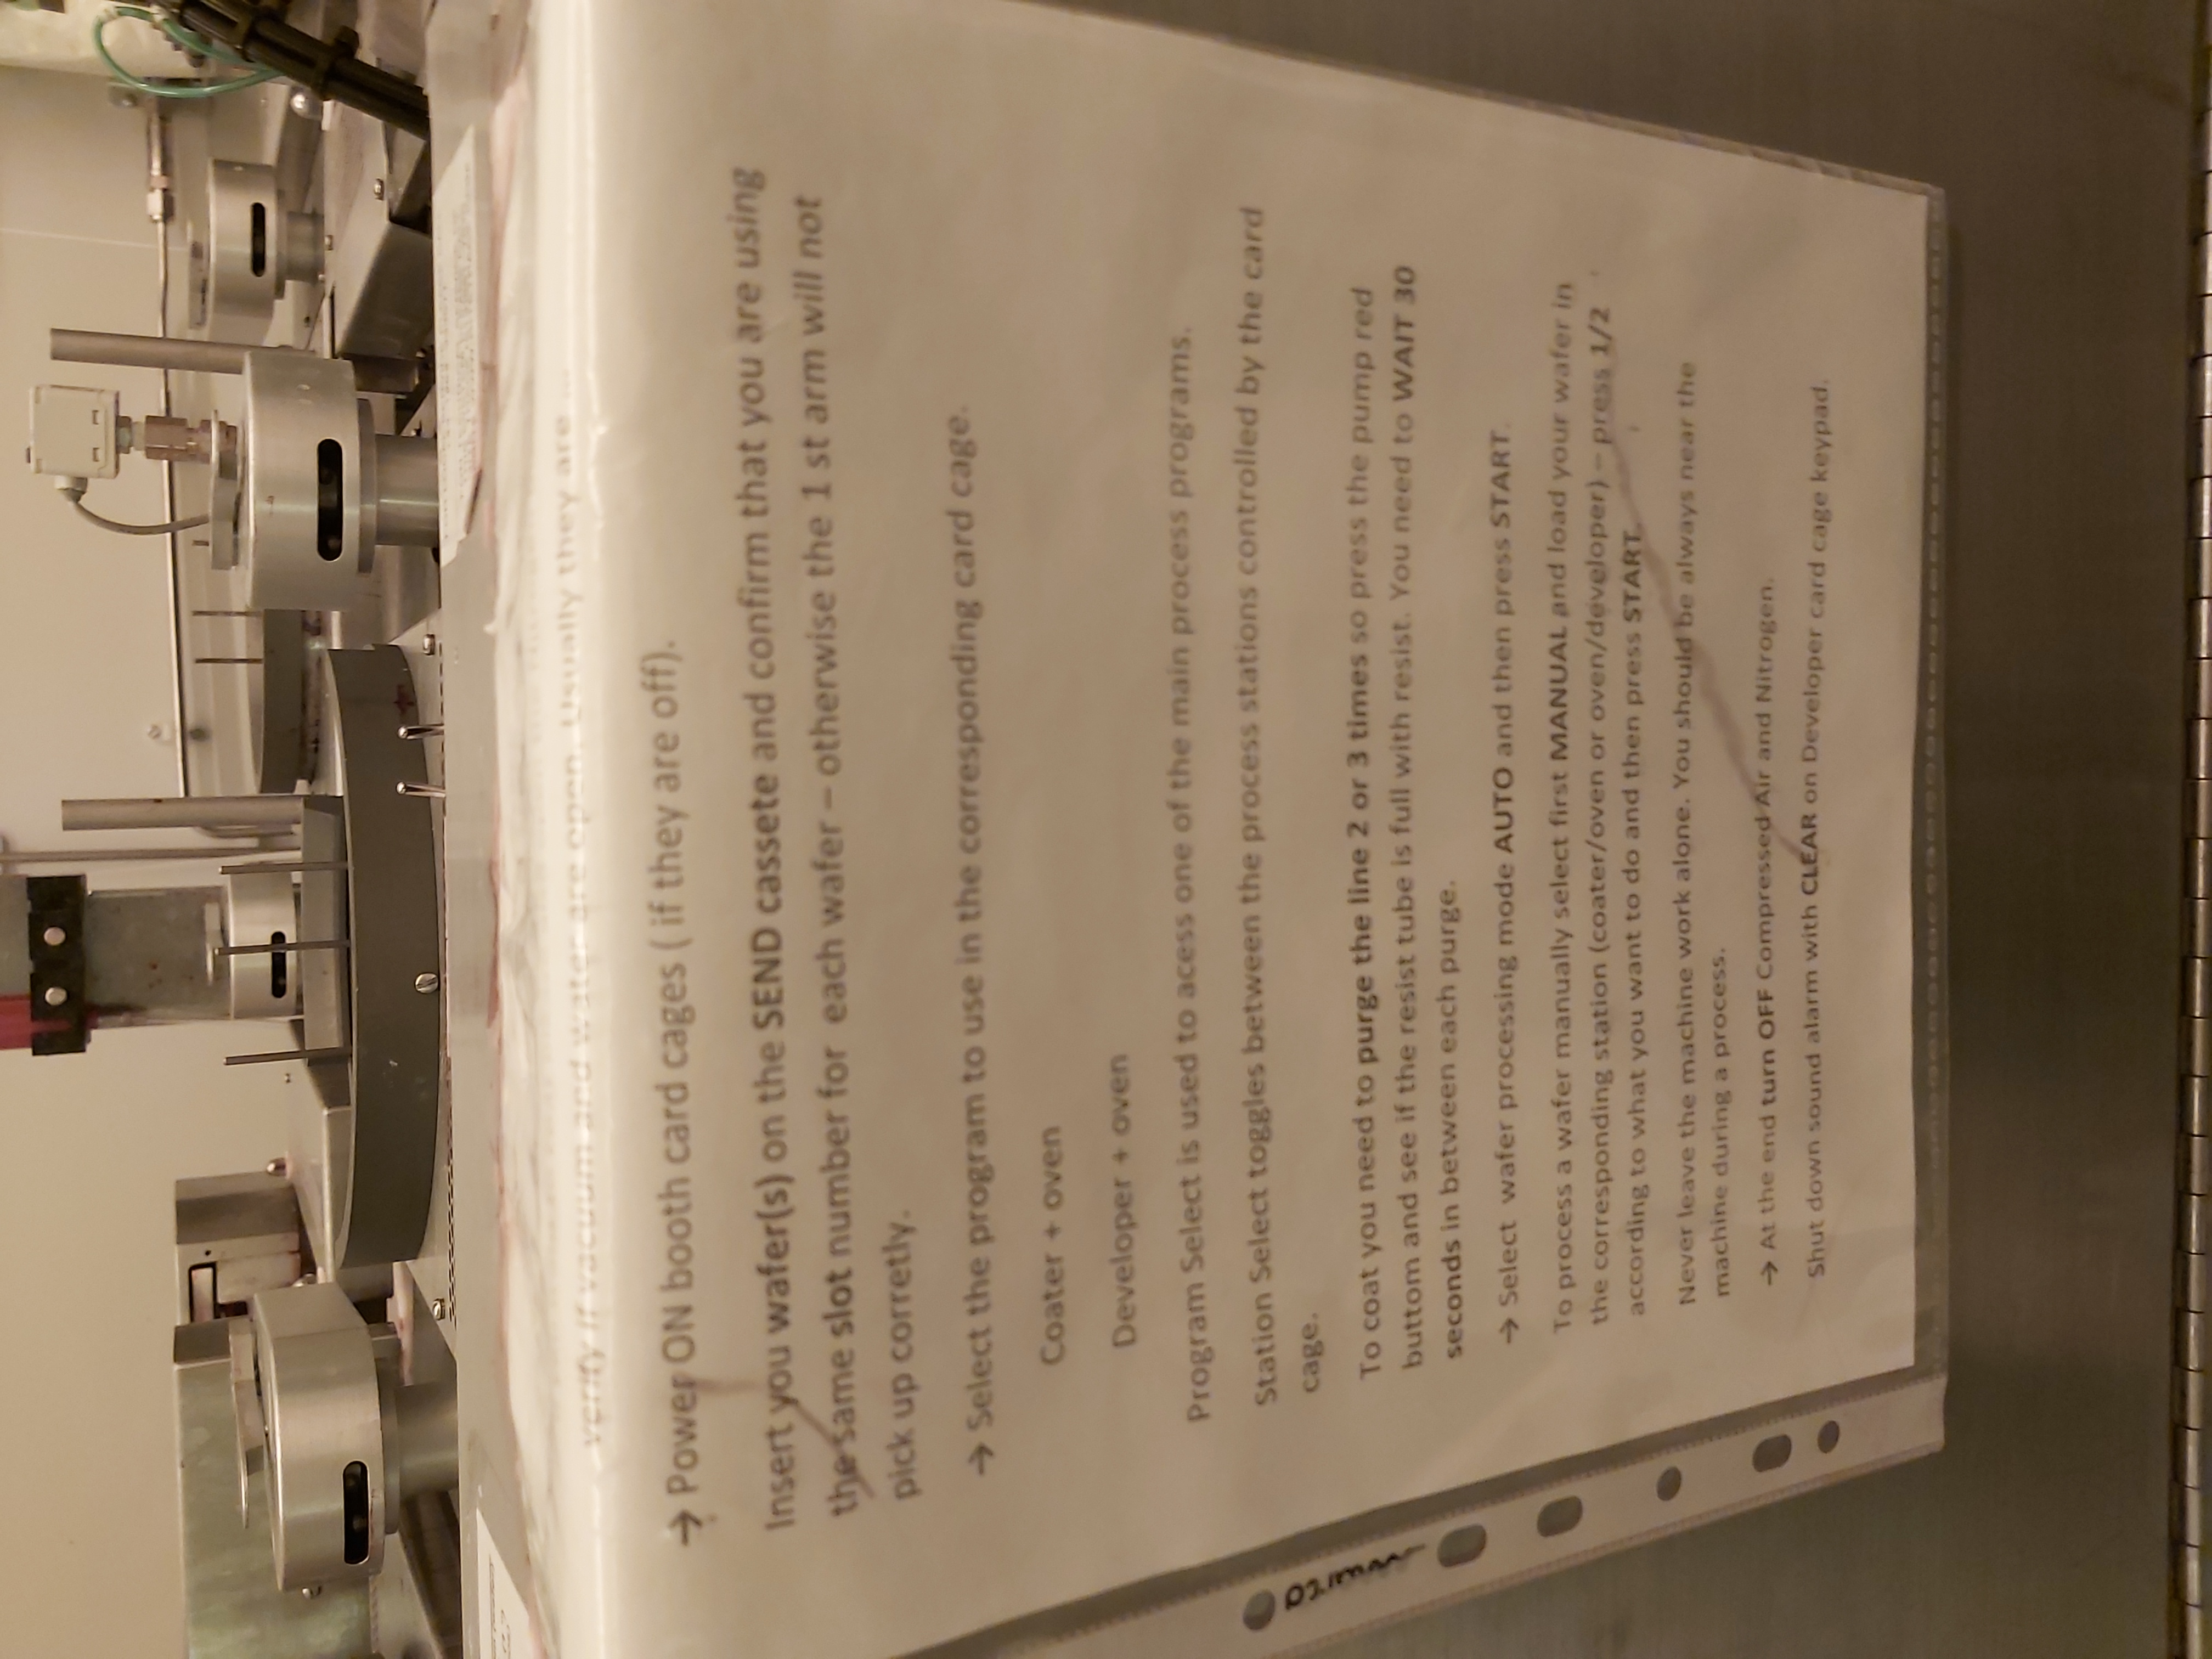 verify if vacuum and water are open. Usually they are ...
→ Power ON booth card cages ( if they are off).
Insert you wafer(s) on the SEND cassete and confirm that you are using
the same slot number for each wafer – otherwise the 1 st arm will not
pick up corretly.
→ Select the program to use in the corresponding card cage.
Coater + oven
Developer + oven
Program Select is used to acess one of the main process programs.
Station Select toggles between the process stations controlled by the card
cage.
To coat you need to purge the line 2 or 3 times so press the pump red
buttom and see if the resist tube is full with resist. You need to WAIT 30
seconds in between each purge.
→ Select wafer processing mode AUTO and then press START.
To process a wafer manually select first MANUAL and load your wafer in
the corresponding station (coater/oven or oven/developer) – press 1/2
according to what you want to do and then press START.
Never leave the machine work alone. You should be always near the
machine during a process.
→ At the end turn OFF Compressed Air and Nitrogen.
Shut down sound alarm with CLEAR on Developer card cage keypad.